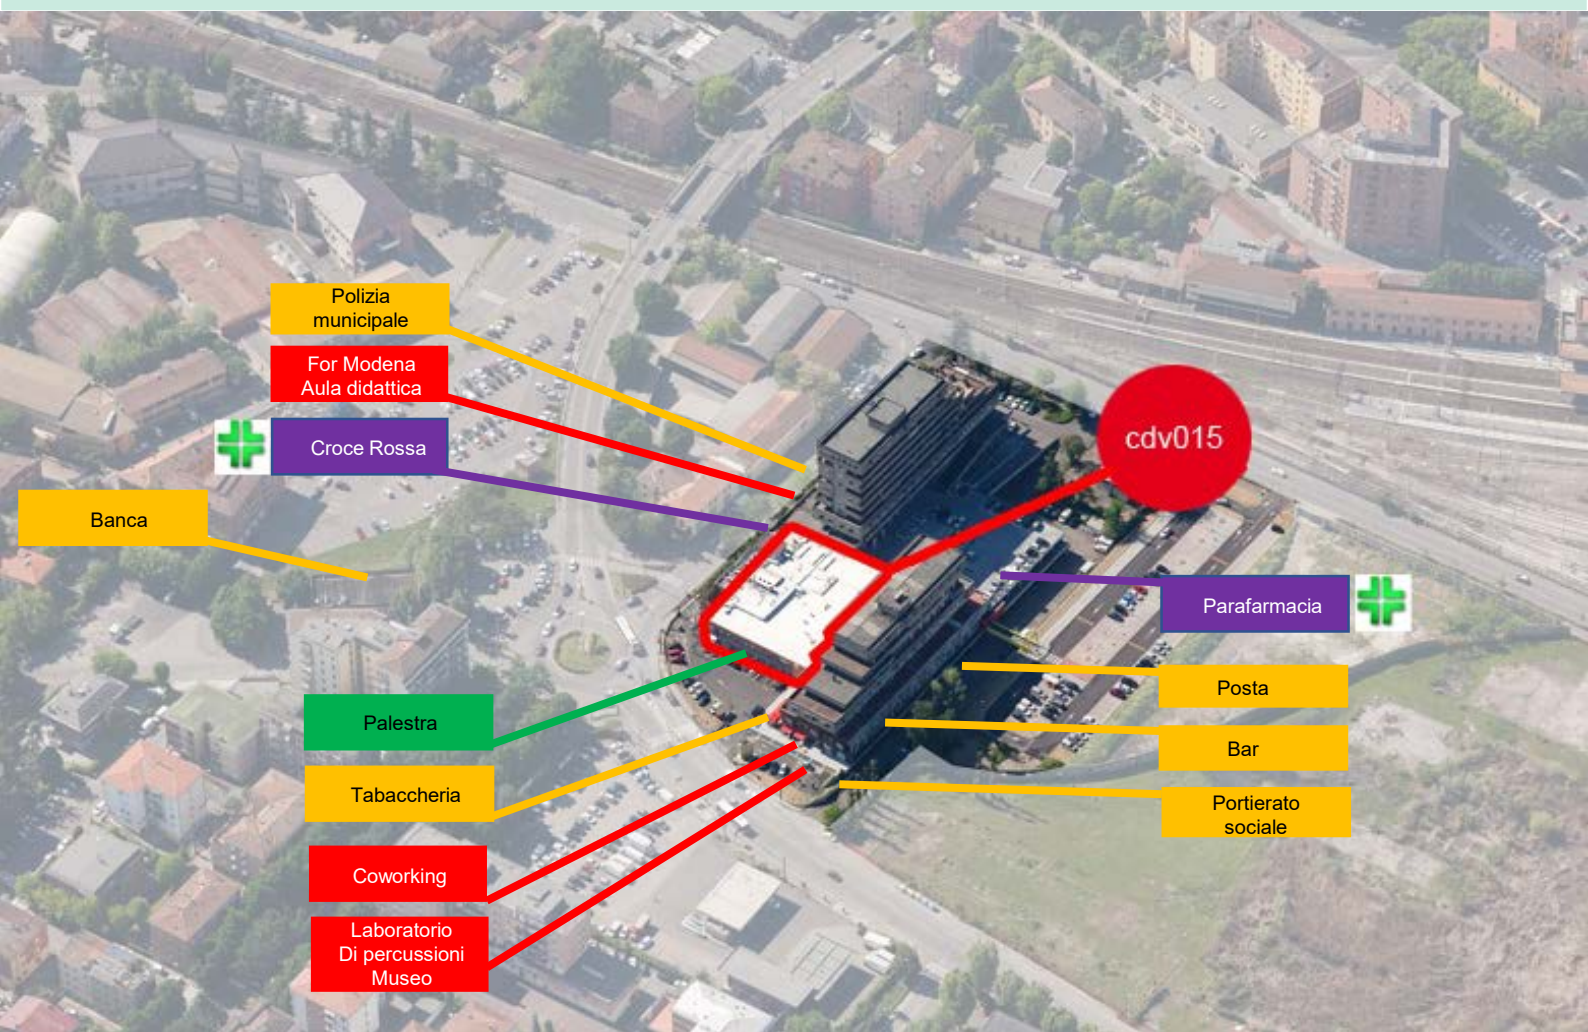 Polizia
municipale
For Modena
Aula didattica
Croce Rossa
Banca
cdv015
Parafarmacia
Posta
Palestra
Bar
Tabaccheria
Portierato
sociale
Coworking
Laboratorio
Di percussioni
Museo